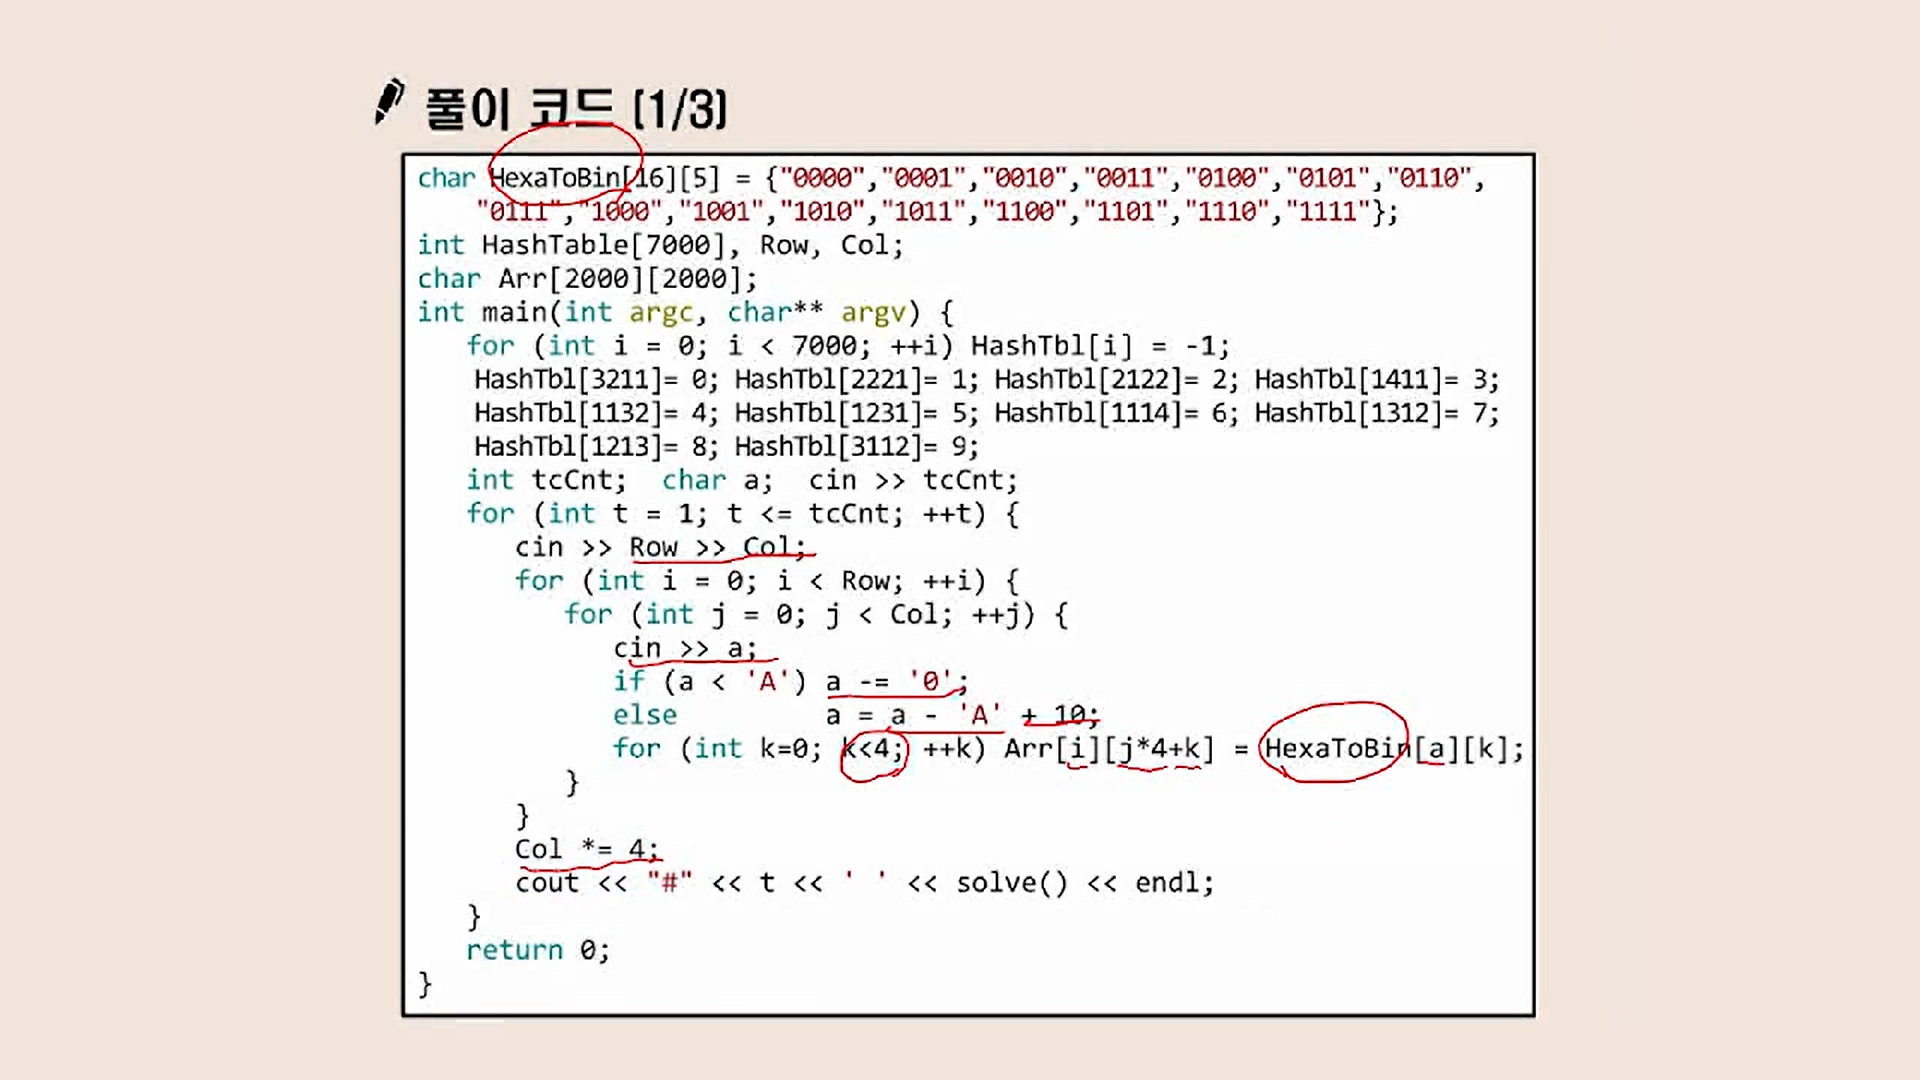 풀이 코드 (1/3)
char HexaToBin[16][5] = {"0000","0001","0010","0011","0100","0101","0110",
"0111","1000","1001","1010","1011","1100","1101","1110","1111"};
int HashTable[7000], Row, Col;
char Arr[2000][2000];
int main(int argc, char** argv) {
for (int i = 0; i < 7000; ++i) HashTbl[i] = -1;
HashTbl[3211]= 0; HashTbl[2221]= 1; HashTbl[2122]= 2; HashTbl[1411]= 3;
HashTbl[1132]= 4; HashTbl[1231]= 5; HashTbl[1114]= 6; HashTbl[1312]= 7;
HashTbl[1213]= 8; HashTbl[3112]= 9;
int tcCnt; char a; cin >> tcCnt;
for (int t = 1; t <= tcCnt; ++t) {
cin >> Row >> Col;
for (int i = 0; i < Row; ++i) {
for (int j = 0; j < Col; ++j) {
cin >> a;
if (a < 'A') a -= '0';
else a = a - 'A' + 10;
for (int k=0; k<4; ++k) Arr[i][j*4+k] = HexaToBin[a][k];
}
}
Col *= 4;
cout << "#" << t << ' ' << solve() << endl;
}
return 0;
}